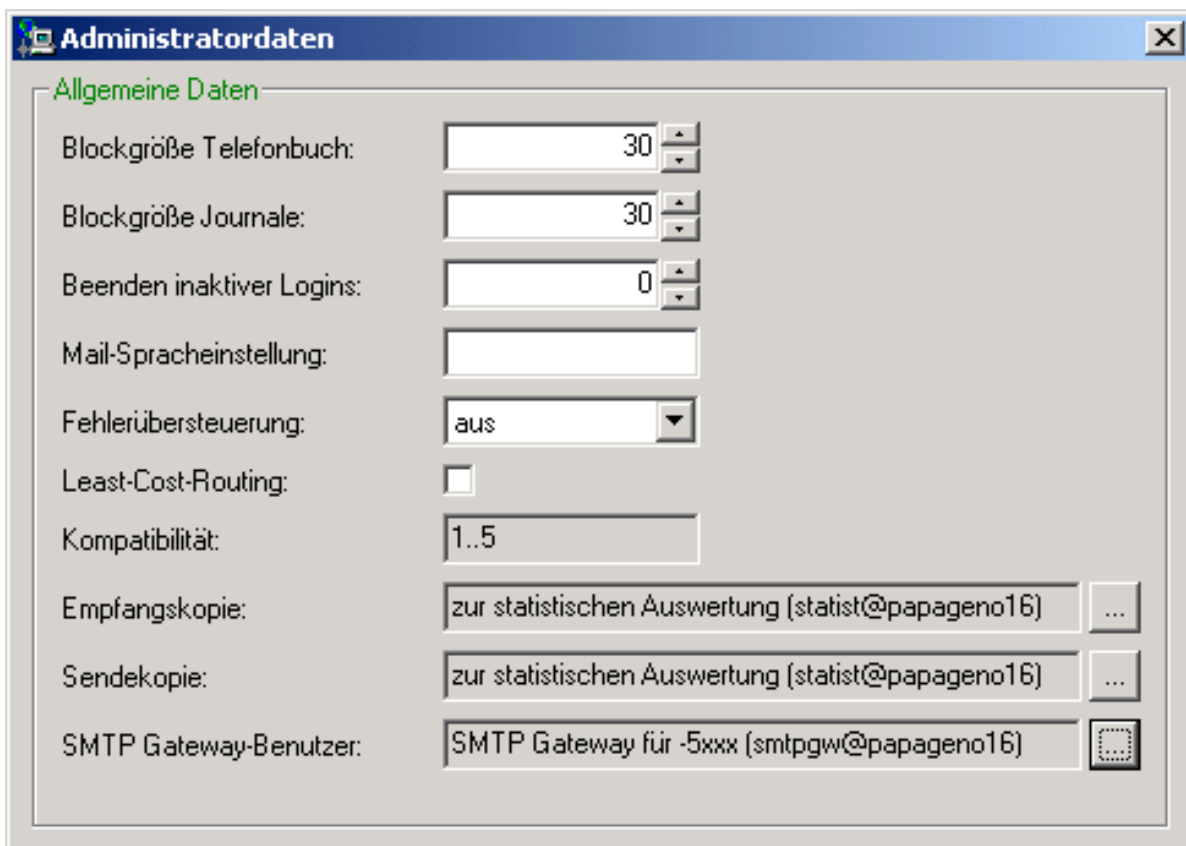 Administratordaten
Allgemeine Daten
Blockgröße Telefonbuch: 30
Blockgröße Journale: 30
Beenden inaktiver Logins: 0
Mail-Spracheinstellung:
Fehlerübersteuerung: aus
Least-Cost-Routing:
Kompatibilität: 1..5
Empfangskopie: zur statistischen Auswertung (statist@papageno16) ...
Sendekopie: zur statistischen Auswertung (statist@papageno16) ...
SMTP Gateway-Benutzer: SMTP Gateway für -5xxx (smtpgw@papageno16) ...